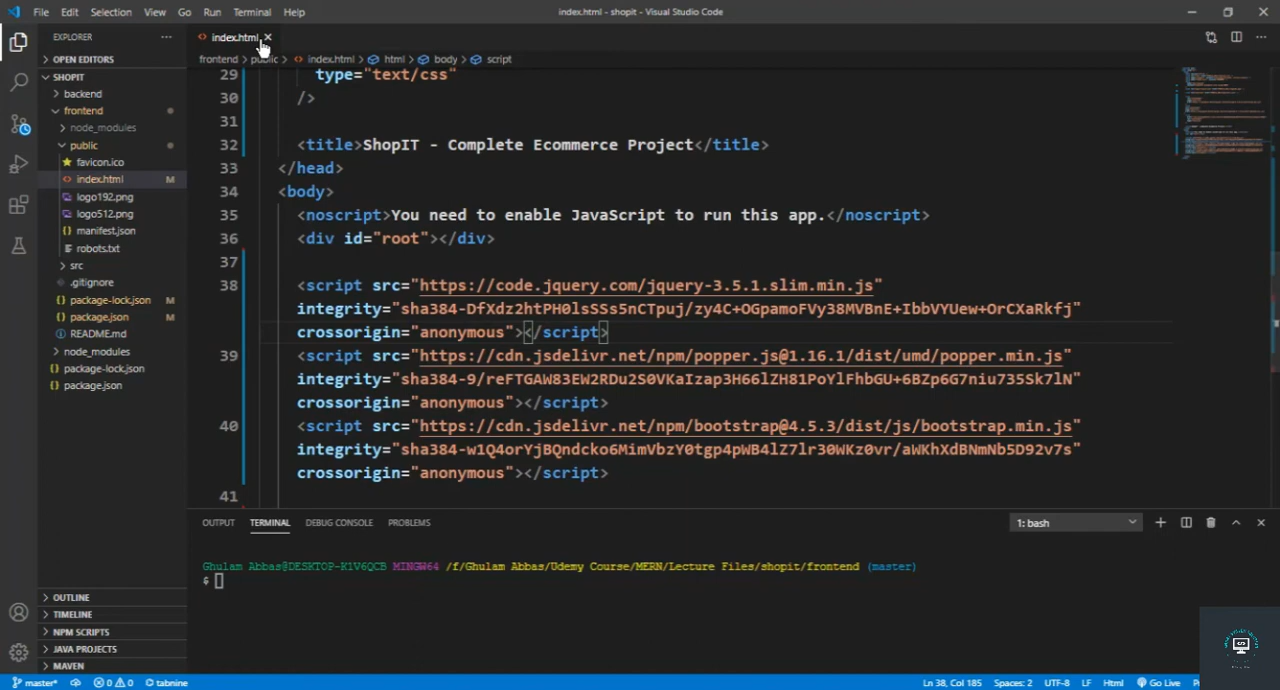 File Edit Selection View Go Run Terminal Help
index.html - shopit - Visual Studio Code
EXPLORER
index.html
OPEN EDITORS
frontend > public > index.html > html > body > script
SHOPIT
backend
frontend
node_modules
public
favicon.ico
index.html M
logo192.png
logo512.png
manifest.json
robots.txt
src
.gitignore
package-lock.json M
package.json M
README.md
node_modules
package-lock.json
package.json
OUTLINE
TIMELINE
NPM SCRIPTS
JAVA PROJECTS
MAVEN
29 type="text/css"
30 />
31
32 <title>ShopIT - Complete Ecommerce Project</title>
33 </head>
34 <body>
35 <noscript>You need to enable JavaScript to run this app.</noscript>
36 <div id="root"></div>
37
38 <script src="https://code.jquery.com/jquery-3.5.1.slim.min.js"
integrity="sha384-DfXdz2htPH0lsSSs5nCTpuj/zy4C+OGpamoFVy38MVBnE+IbbVYUew+OrCXaRkfj"
crossorigin="anonymous"></script>
39 <script src="https://cdn.jsdelivr.net/npm/popper.js@1.16.1/dist/umd/popper.min.js"
integrity="sha384-9/reFTGAW83EW2RDu2S0VKaIzap3H66lZH81PoYlFhbGU+6BZp6G7niu735Sk7lN"
crossorigin="anonymous"></script>
40 <script src="https://cdn.jsdelivr.net/npm/bootstrap@4.5.3/dist/js/bootstrap.min.js"
integrity="sha384-w1Q4orYjBQndcko6MimVbzY0tgp4pWB4lZ7lr30WKz0vr/aWKhXdBNmNb5D92v7s"
crossorigin="anonymous"></script>
41
OUTPUT TERMINAL DEBUG CONSOLE PROBLEMS
1: bash
Ghulam Abbas@DESKTOP-K1V6QCB MINGW64 /f/Ghulam Abbas/Udemy Course/MERN/Lecture Files/shopit/frontend (master)
$
master* 0 0 tabnine
Ln 38, Col 185 Spaces: 2 UTF-8 LF Html Go Live